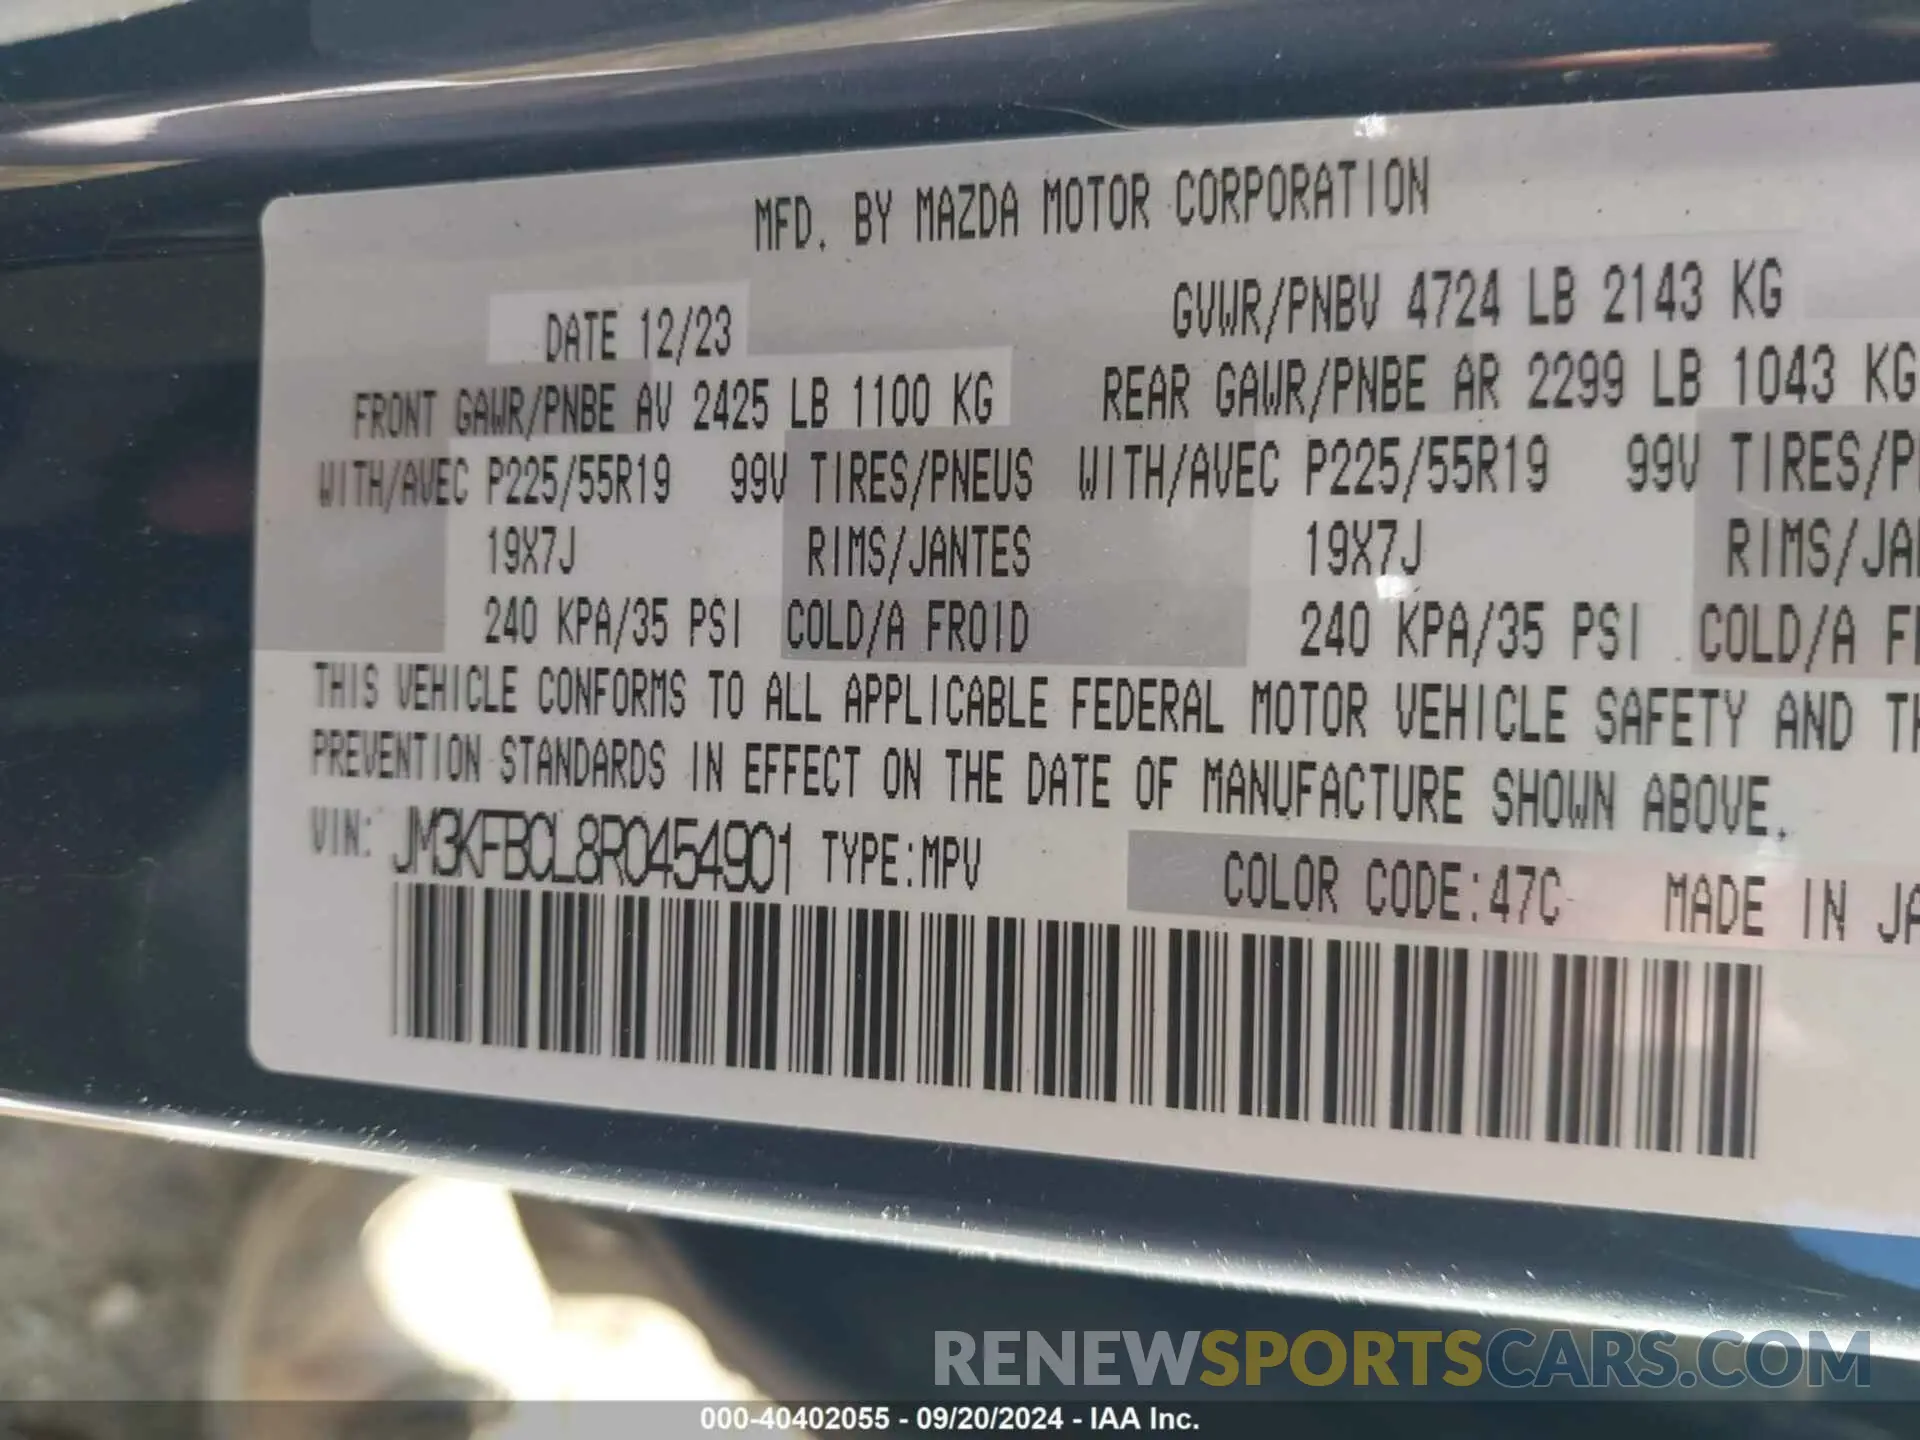 MFD. BY MAZDA MOTOR CORPORATION
DATE 12/23 GVWR/PNBV 4724 LB 2143 KG
FRONT GAWR/PNBE AV 2425 LB 1100 KG REAR GAWR/PNBE AR 2299 LB 1043 KG
WITH/AVEC P225/55R19 99V TIRES/PNEUS WITH/AVEC P225/55R19 99V TIRES/P
19X7J RIMS/JANTES 19X7J RIMS/JAN
240 KPA/35 PSI COLD/A FROID 240 KPA/35 PSI COLD/A F
THIS VEHICLE CONFORMS TO ALL APPLICABLE FEDERAL MOTOR VEHICLE SAFETY AND TH
PREVENTION STANDARDS IN EFFECT ON THE DATE OF MANUFACTURE SHOWN ABOVE.
VIN: JM3KFBCL8R0454901 TYPE:MPV COLOR CODE:47C MADE IN JA
RENEWSPORTSCARS.COM
000-40402055 - 09/20/2024 - IAA Inc.